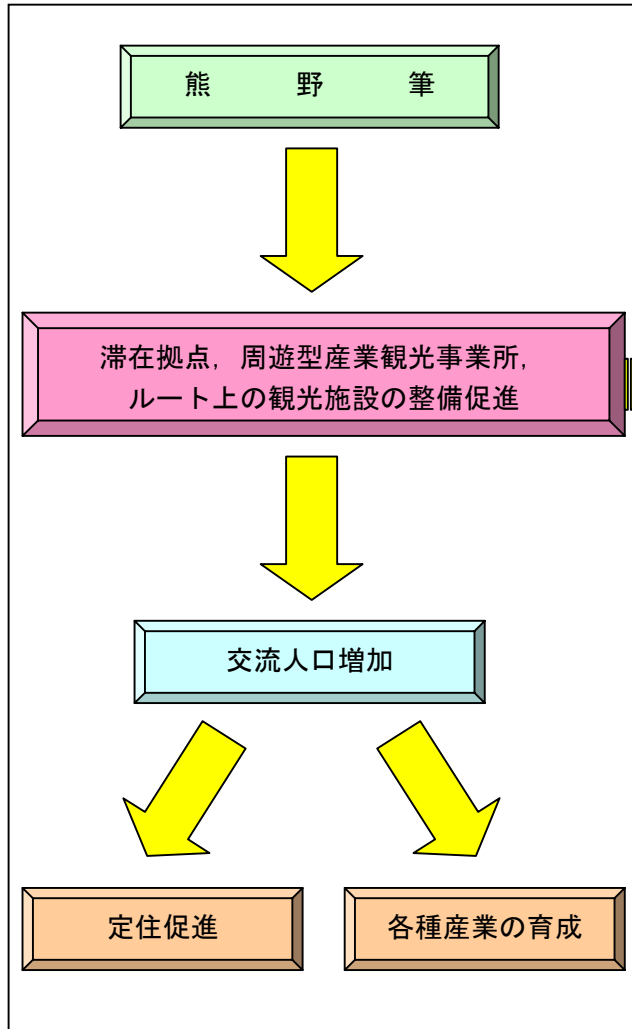 熊野筆
滞在拠点，周遊型産業観光事業所，
ルート上の観光施設の整備促進
交流人口増加
定住促進
各種産業の育成